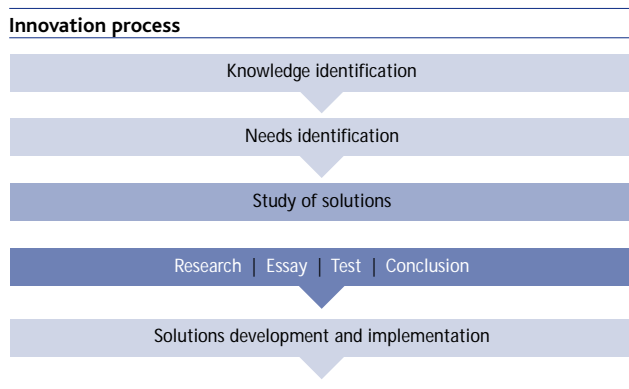 Innovation process
Knowledge identification
Needs identification
Study of solutions
Research | Essay | Test | Conclusion
Solutions development and implementation